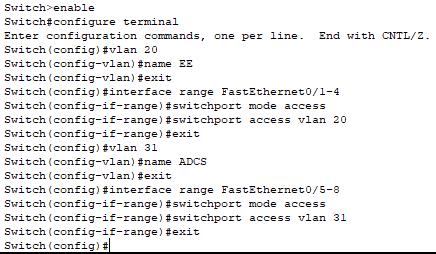 Switch>enable
Switch#configure terminal
Enter configuration commands, one per line.  End with CNTL/Z.
Switch(config)#vlan 20
Switch(config-vlan)#name EE
Switch(config-vlan)#exit
Switch(config)#interface range FastEthernet0/1-4
Switch(config-if-range)#switchport mode access
Switch(config-if-range)#switchport access vlan 20
Switch(config-if-range)#exit
Switch(config)#vlan 31
Switch(config-vlan)#name ADCS
Switch(config-vlan)#exit
Switch(config)#interface range FastEthernet0/5-8
Switch(config-if-range)#switchport mode access
Switch(config-if-range)#switchport access vlan 31
Switch(config-if-range)#exit
Switch(config)#